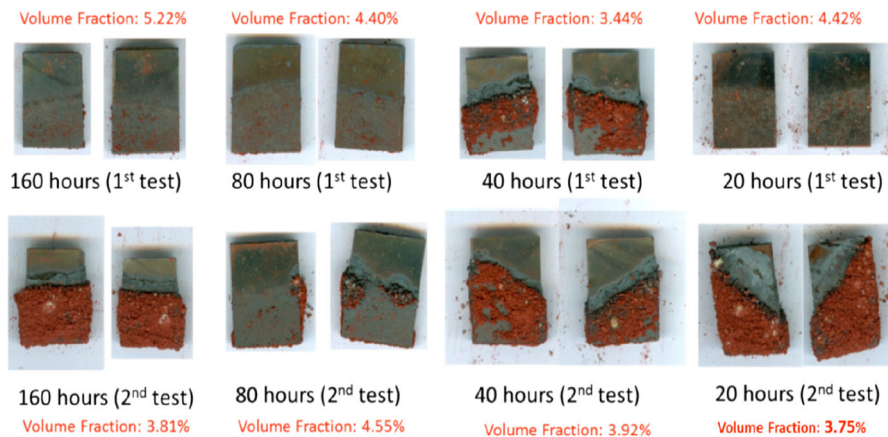 Volume Fraction: 5.22% Volume Fraction: 4.40% Volume Fraction: 3.44% Volume Fraction: 4.42%
160 hours (1st test) 80 hours (1st test) 40 hours (1st test) 20 hours (1st test)
160 hours (2nd test) 80 hours (2nd test) 40 hours (2nd test) 20 hours (2nd test)
Volume Fraction: 3.81% Volume Fraction: 4.55% Volume Fraction: 3.92% Volume Fraction: 3.75%